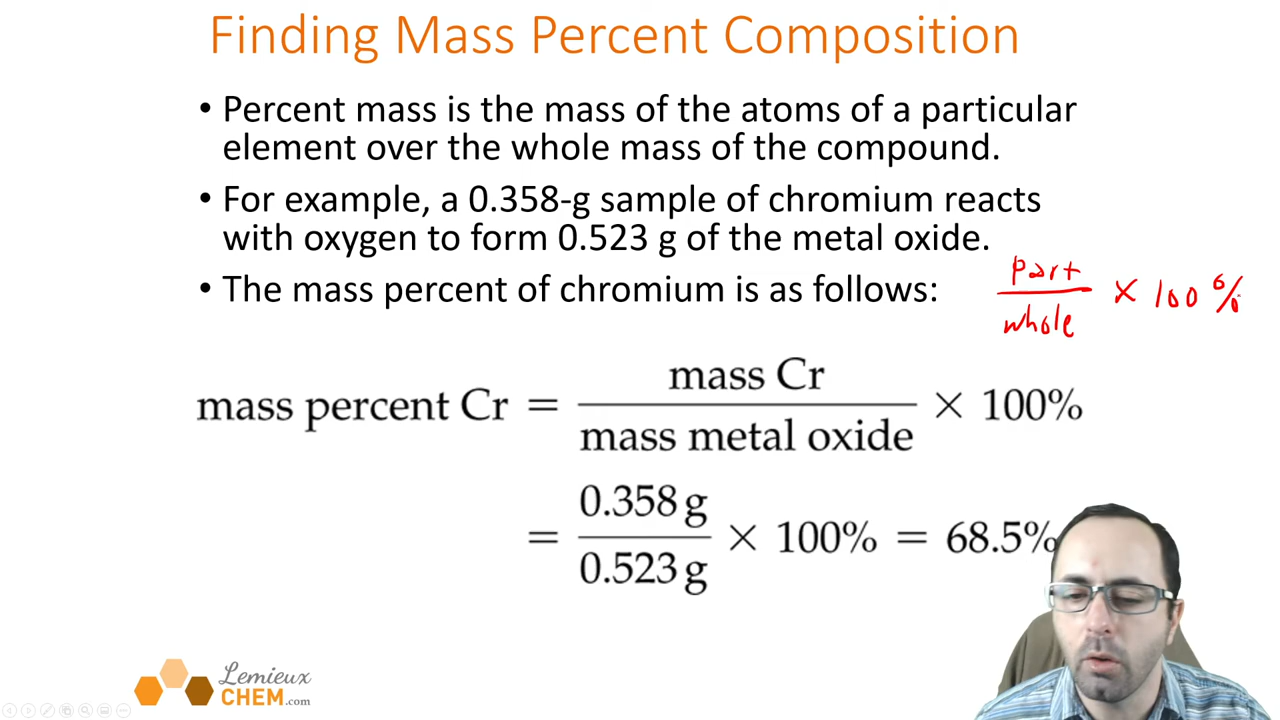 Finding Mass Percent Composition
• Percent mass is the mass of the atoms of a particular
element over the whole mass of the compound.
• For example, a 0.358-g sample of chromium reacts
with oxygen to form 0.523 g of the metal oxide.
• The mass percent of chromium is as follows:
part
whole
× 100%
mass percent Cr = mass Cr
mass metal oxide
× 100%
= 0.358 g
0.523 g
× 100% = 68.5%
Lemieux
CHEM.com